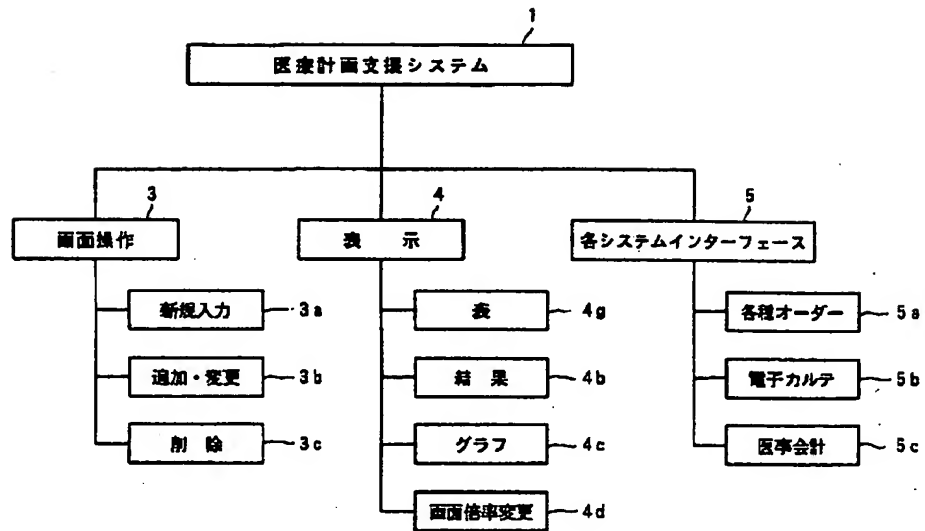 1
医療計画支援システム
3
画面操作
4
表 示
5
各システムインターフェース
新規入力
3a
追加・変更
3b
削 除
3c
表
4g
結 果
4b
グラフ
4c
画面倍率変更
4d
各種オーダー
5a
電子カルテ
5b
医事会計
5c